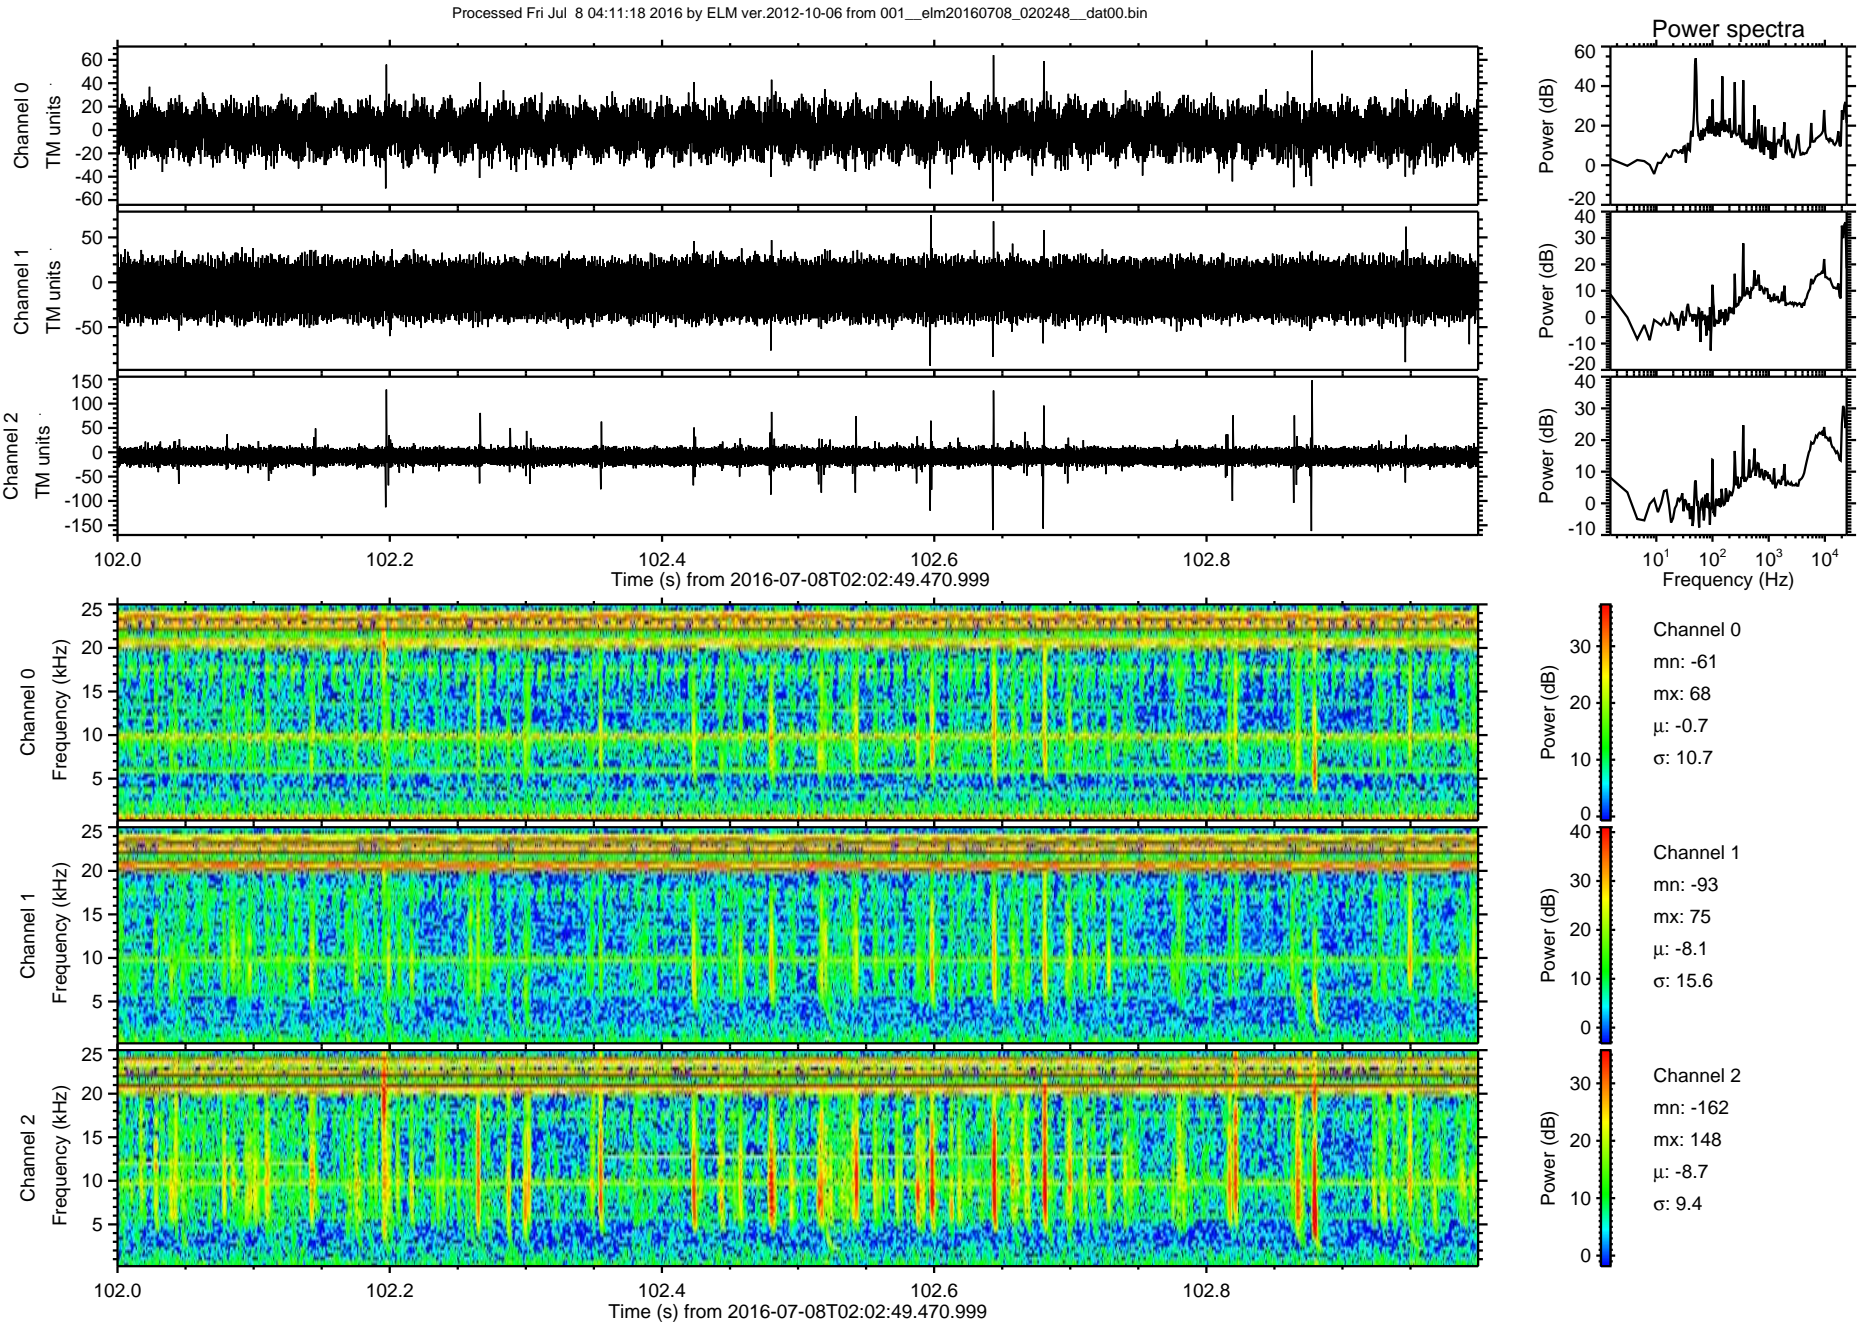 Processed Fri Jul  8 04:11:18 2016 by ELM ver.2012-10-06 from 001__elm20160708_020248__dat00.bin
Power spectra
Channel 0
TM units
60
40
20
0
-20
-40
-60
Power (dB)
60
40
20
0
-20
Channel 1
TM units
50
0
-50
Power (dB)
40
30
20
10
0
-10
-20
Channel 2
TM units
150
100
50
0
-50
-100
-150
Power (dB)
40
30
20
10
0
-10
102.0 102.2 102.4 102.6 102.8
Time (s) from 2016-07-08T02:02:49.470.999
10¹ 10² 10³ 10⁴
Frequency (Hz)
Channel 0
Frequency (kHz)
25
20
15
10
5
Power (dB)
30
20
10
0
Channel 0
mn: -61
mx: 68
μ: -0.7
σ: 10.7
Channel 1
Frequency (kHz)
25
20
15
10
5
Power (dB)
40
30
20
10
0
Channel 1
mn: -93
mx: 75
μ: -8.1
σ: 15.6
Channel 2
Frequency (kHz)
25
20
15
10
5
Power (dB)
30
20
10
0
Channel 2
mn: -162
mx: 148
μ: -8.7
σ: 9.4
102.0 102.2 102.4 102.6 102.8
Time (s) from 2016-07-08T02:02:49.470.999